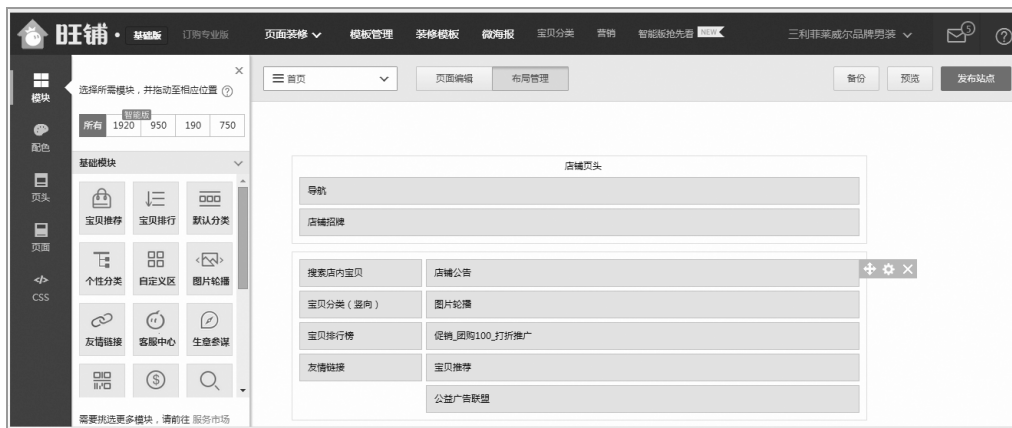 旺铺·基础版 订购专业版 页面装修 模板管理 装修模板 微海报 宝贝分类 营销 智能版抢先看 NEW 三利菲莱威尔品牌男装 5
模块
配色
页头
页面
CSS
选择所需模块，并拖动至相应位置
智能版
所有 1920 950 190 750
基础模块
宝贝推荐 宝贝排行 默认分类
个性分类 自定义区 图片轮播
友情链接 客服中心 生意参谋
需要挑选更多模块，请前往 服务市场
首页 页面编辑 布局管理 备份 预览 发布站点
店铺页头
导航
店铺招牌
搜索店内宝贝 店铺公告
宝贝分类（竖向） 图片轮播
宝贝排行榜 促销_团购100_打折推广
友情链接 宝贝推荐
公益广告联盟